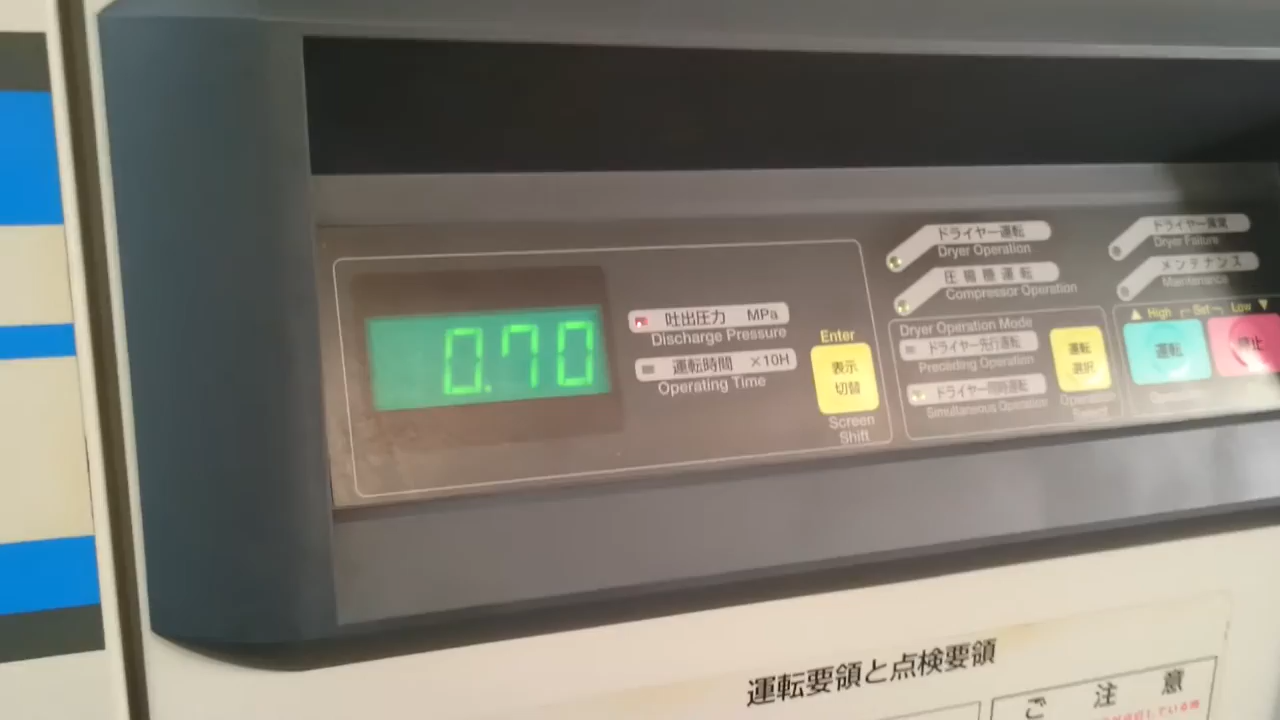 0.70
吐出圧力 MPa
Discharge Pressure
運転時間 ×10H
Operating Time
Enter
表示
切替
Screen
Shift
ドライヤー運転
Dryer Operation
圧縮機運転
Compressor Operation
ドライヤー異常
Dryer Failure
メンテナンス
Maintenance
Dryer Operation Mode
ドライヤー先行運転
Preceding Operation
ドライヤー同時運転
Simultaneous Operation
運転
選択
Operation
Select
▲ High Set Low ▼
運転
停止
運転要領と点検要領
ご注意